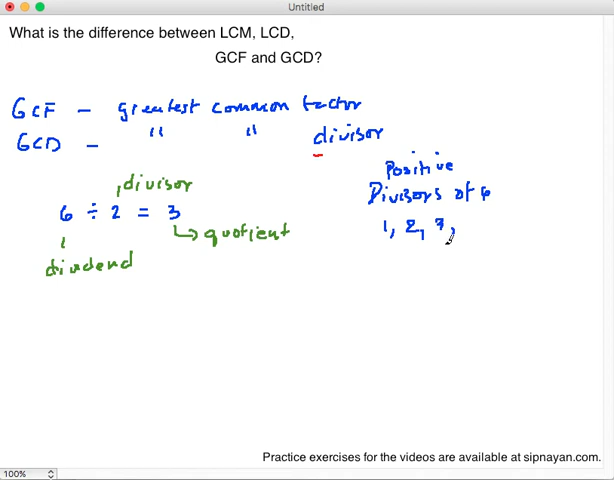 Untitled
What is the difference between LCM, LCD,
GCF and GCD?
GCF - greatest common factor
GCD - " " divisor
Positive
Divisors of 6
1, 2, 3,
divisor
6 ÷ 2 = 3
quotient
dividend
Practice exercises for the videos are available at sipnayan.com.
100%